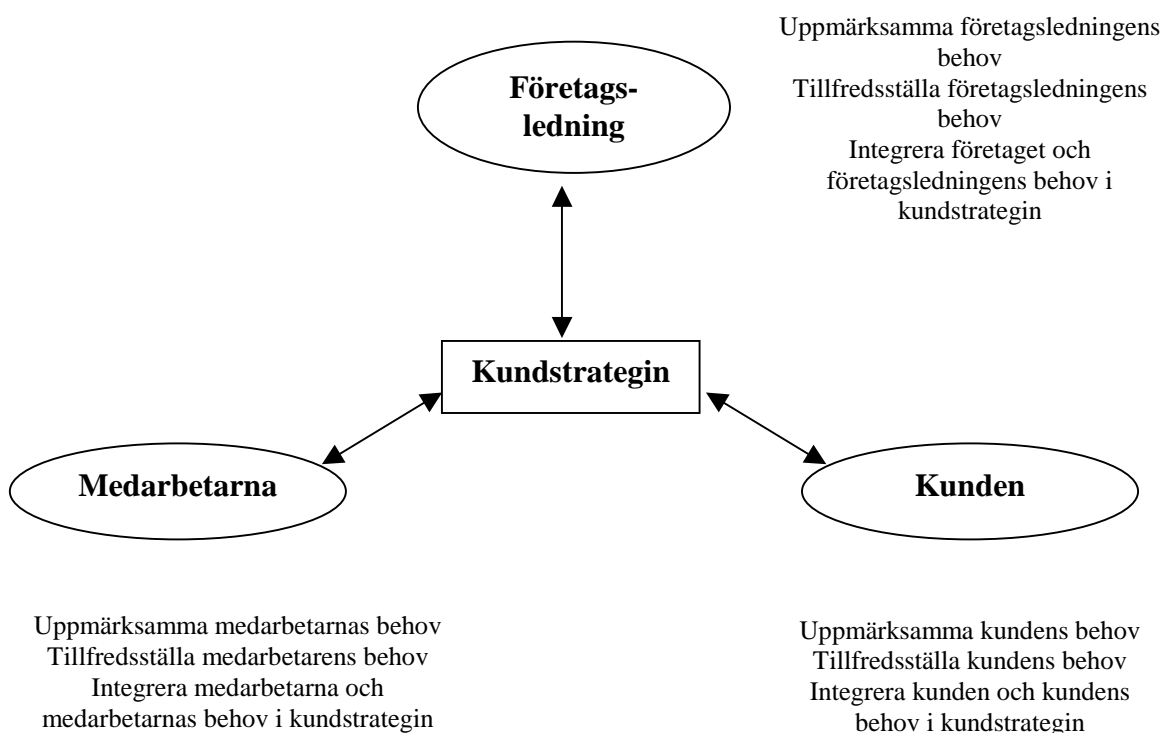 Uppmärksamma företagsledningens
behov
Tillfredsställa företagsledningens
behov
Integrera företaget och
företagsledningens behov i
kundstrategin
Företags-
ledning
Kundstrategin
Medarbetarna
Kunden
Uppmärksamma medarbetarnas behov
Tillfredsställa medarbetarens behov
Integrera medarbetarna och
medarbetarnas behov i kundstrategin
Uppmärksamma kundens behov
Tillfredsställa kundens behov
Integrera kunden och kundens
behov i kundstrategin